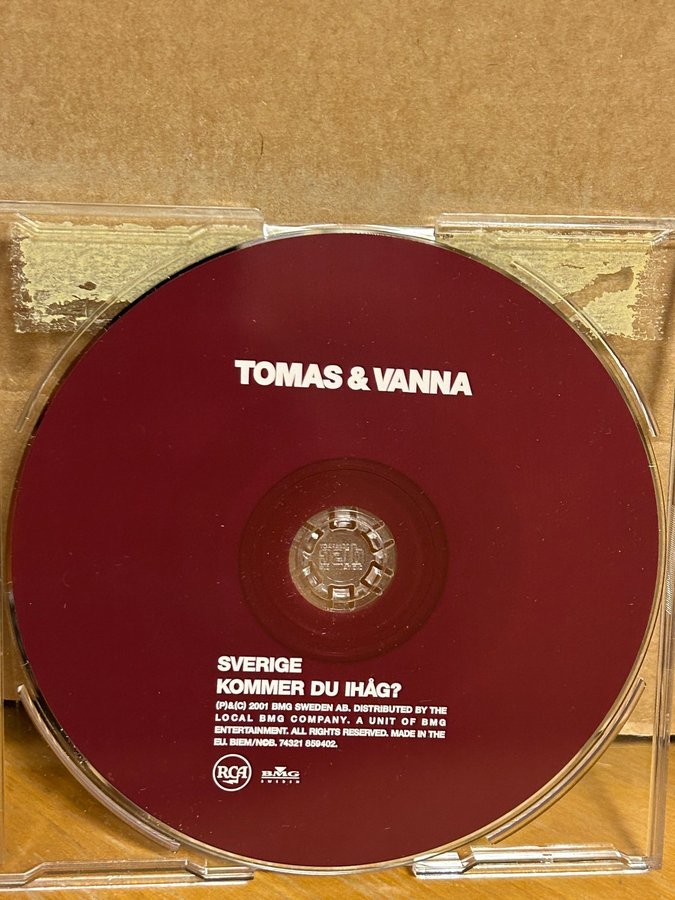 TOMAS & VANNA
SVERIGE
KOMMER DU IHÅG?
(P)&(C) 2001 BMG SWEDEN AB. DISTRIBUTED BY THE
LOCAL BMG COMPANY. A UNIT OF BMG
ENTERTAINMENT. ALL RIGHTS RESERVED. MADE IN THE
EU. BIEM/NCB. 74321 859402.
RCA BMG
SWEDEN